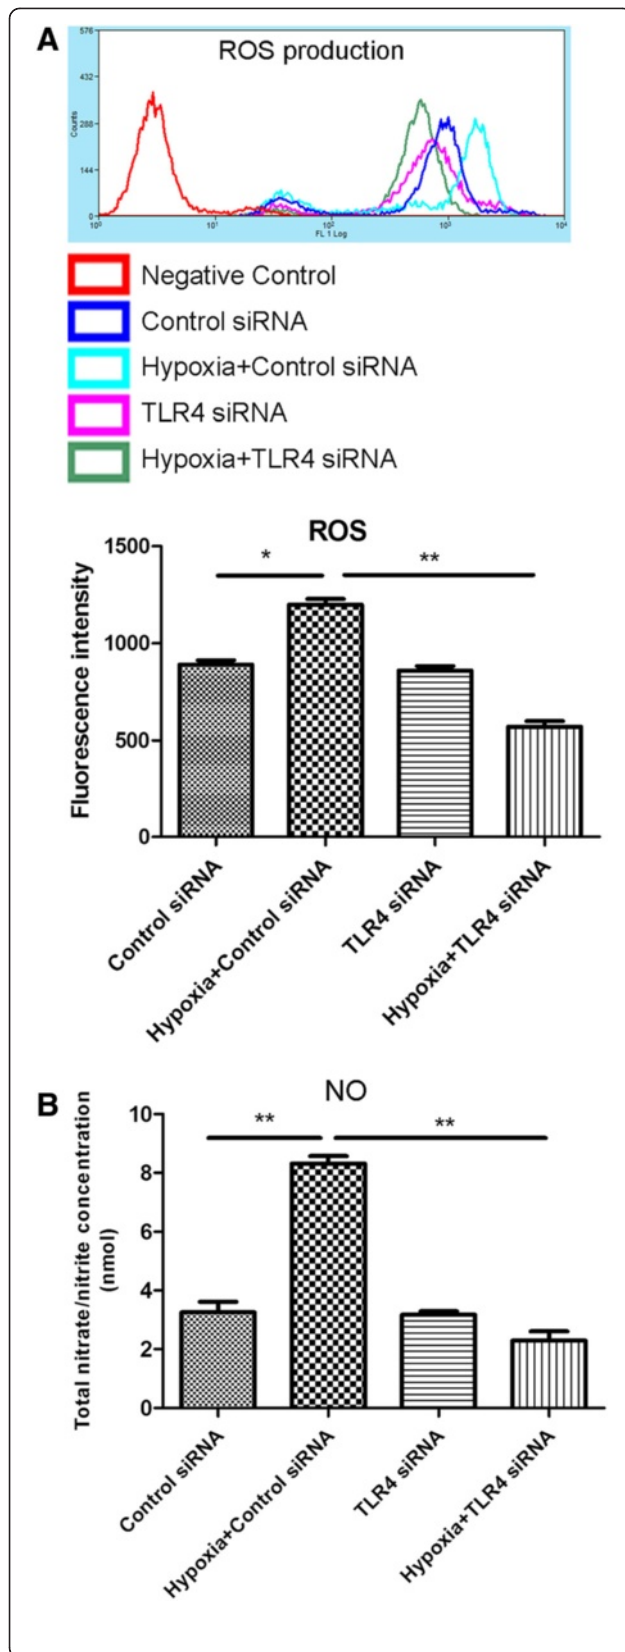 A
ROS production
576
432
288
144
0
Counts
10⁰ 10¹ 10² 10³ 10⁴
FL 1 Log
Negative Control
Control siRNA
Hypoxia+Control siRNA
TLR4 siRNA
Hypoxia+TLR4 siRNA
ROS
* **
1500
1000
500
0
Fluorescence intensity
Control siRNA
Hypoxia+Control siRNA
TLR4 siRNA
Hypoxia+TLR4 siRNA
B
NO
** **
10
8
6
4
2
0
Total nitrate/nitrite concentration
(nmol)
Control siRNA
Hypoxia+Control siRNA
TLR4 siRNA
Hypoxia+TLR4 siRNA